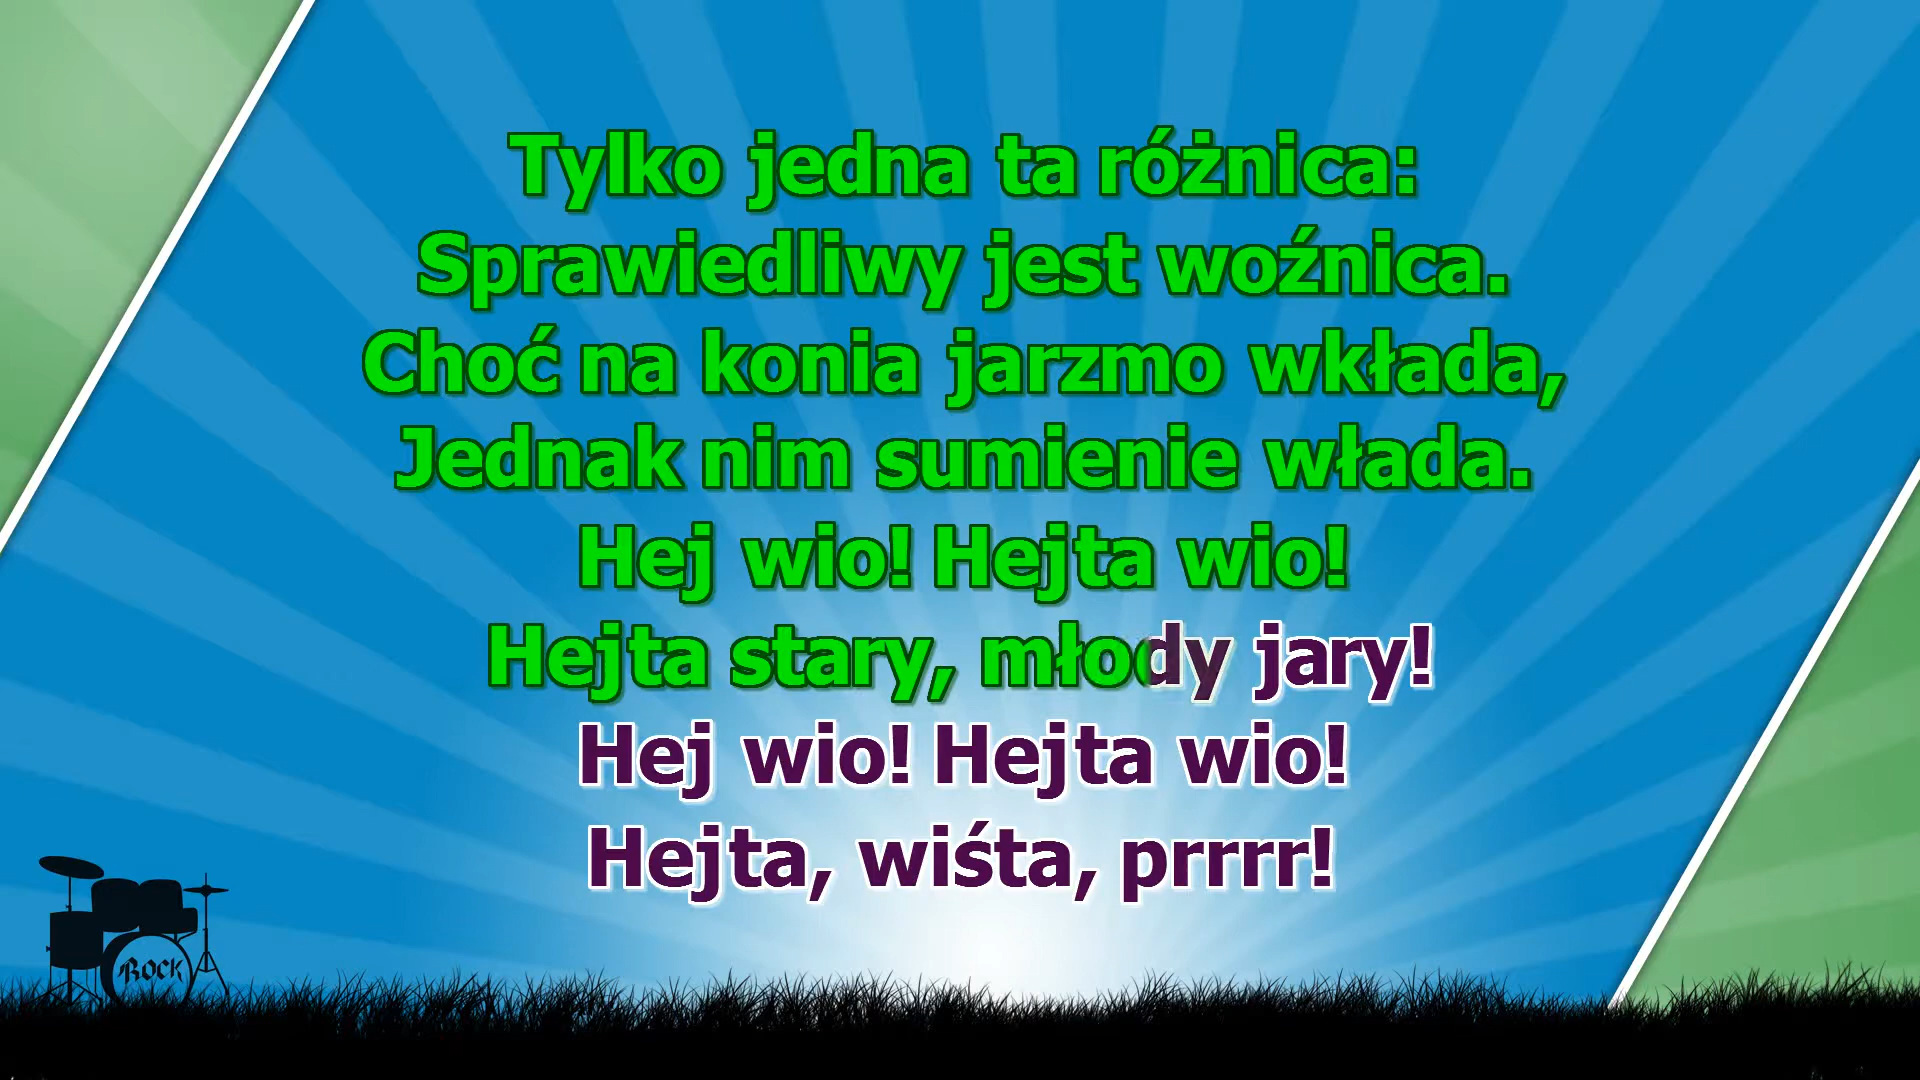 Tylko jedna ta różnica:
Sprawiedliwy jest woźnica.
Choć na konia jarzmo wkłada,
Jednak nim sumienie włada.
Hej wio! Hejta wio!
Hejta stary, młody jary!
Hej wio! Hejta wio!
Hejta, wiśta, prrrr!
ROCK